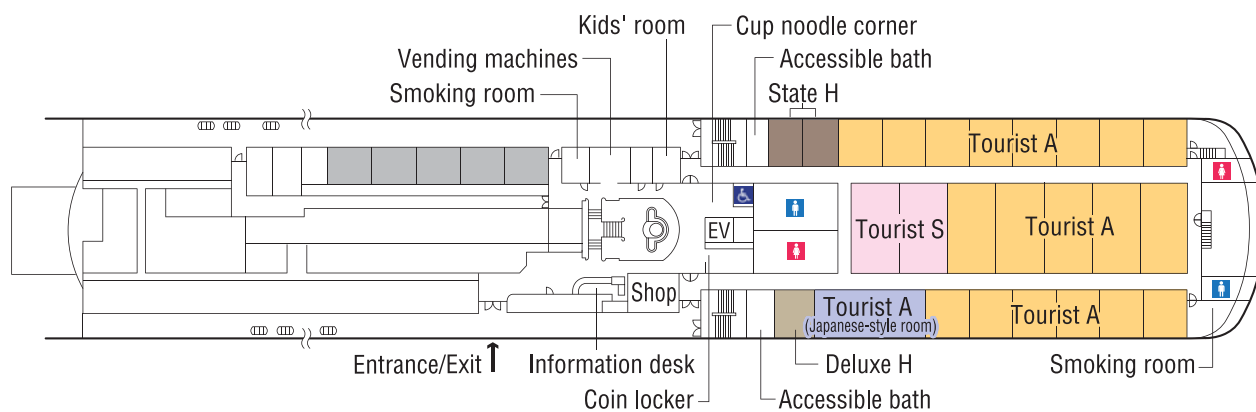 Kids' room
Cup noodle corner
Vending machines
Accessible bath
Smoking room
State H
Tourist A
EV
Tourist S
Tourist A
Shop
Tourist A
(Japanese-style room)
Tourist A
Entrance/Exit
Information desk
Deluxe H
Smoking room
Coin locker
Accessible bath